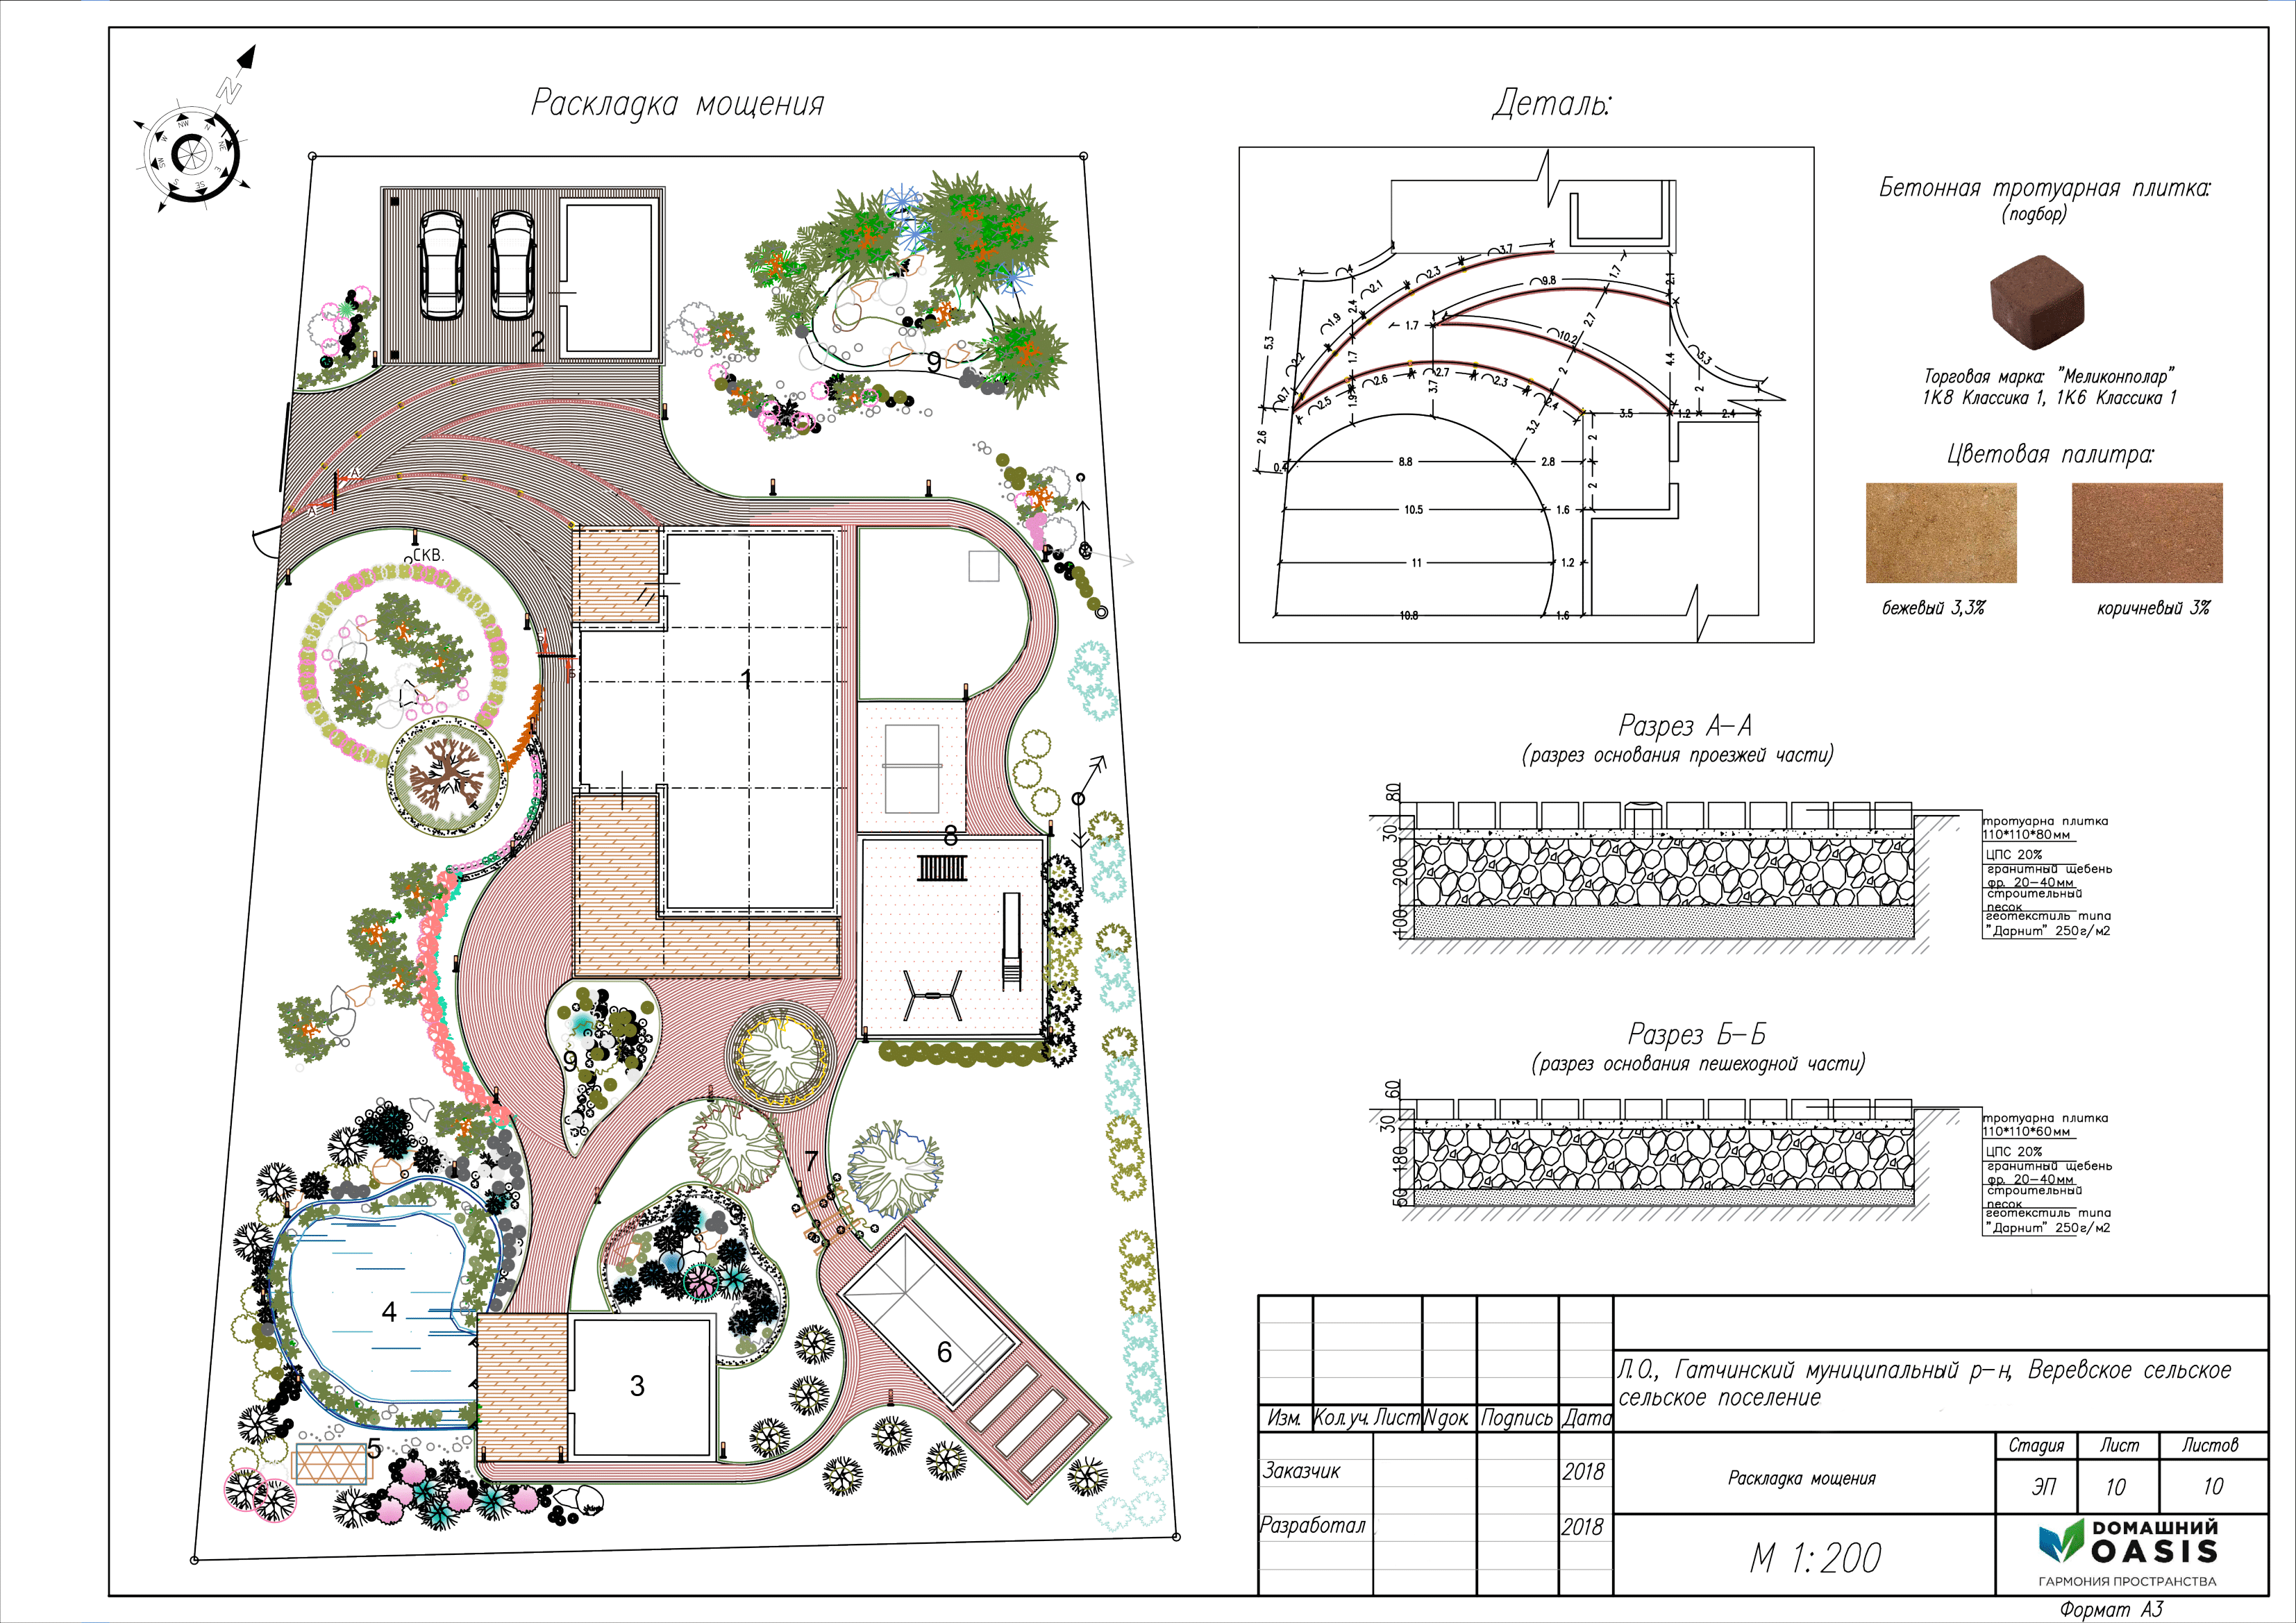 Раскладка мощения
Деталь:
N
NW
N
NE
W
E
SW
S
SE
2
9
А
А
СКВ.
Б
Б
1
8
9
7
4
3
6
5
4
3.7
2.3
2.1
1.9
2.2
0.7
5.3
2.6
0.4
2.4
1.7
1.9
1.7
9.8
10.2
1.7
2.7
2
3.2
2.1
4.4
5.3
2
2.5
2.6
2.7
2.3
2.4
3.7
3.5
1.2
2.4
2
2
8.8
2.8
10.5
1.6
11
1.2
10.8
1.6
Бетонная тротуарная плитка:
(подбор)
Торговая марка: "Меликонполар"
1К8 Классика 1, 1К6 Классика 1
Цветовая палитра:
бежевый 3,3%
коричневый 3%
Разрез А-А
(разрез основания проезжей части)
80
30
200
100
тротуарна плитка
110*110*80мм
ЦПС 20%
гранитный щебень
фр. 20-40мм
строительный
песок
геотекстиль типа
"Дарнит" 250г/м2
Разрез Б-Б
(разрез основания пешеходной части)
60
30
180
50
тротуарна плитка
110*110*60мм
ЦПС 20%
гранитный щебень
фр. 20-40мм
строительный
песок
геотекстиль типа
"Дарнит" 250г/м2
Л.О., Гатчинский муниципальный р-н, Веревское сельское
сельское поселение
Изм. Кол.уч. Лист Nдок. Подпись Дата
Заказчик 2018
Разработал 2018
Раскладка мощения
Стадия Лист Листов
ЭП 10 10
М 1:200
DОМАШНИЙ
OASIS
ГАРМОНИЯ ПРОСТРАНСТВА
Формат А3